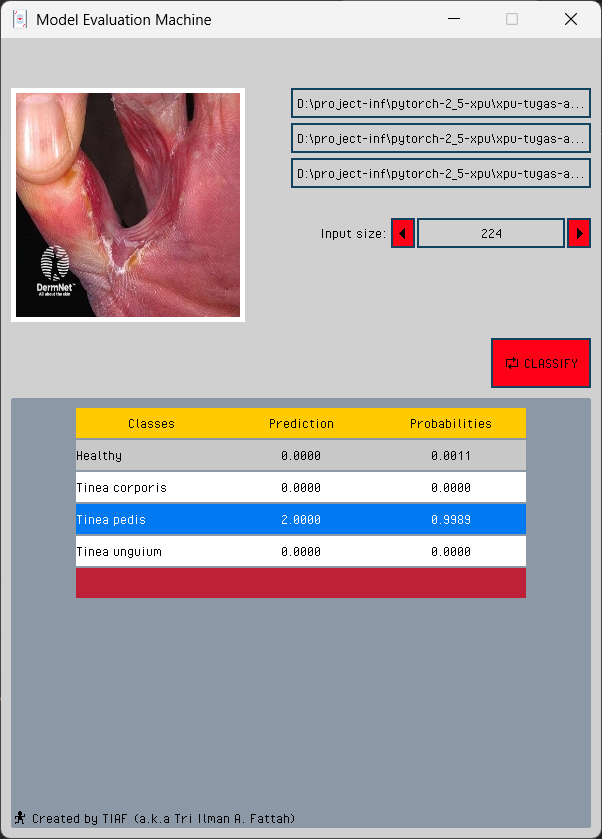 Model Evaluation Machine
D:\project-inf\pytorch-2_5-xpu\xpu-tugas-a...
D:\project-inf\pytorch-2_5-xpu\xpu-tugas-a...
D:\project-inf\pytorch-2_5-xpu\xpu-tugas-a...
Input size: 224
DermNet™
All about the skin
CLASSIFY
Classes Prediction Probabilities
Healthy 0.0000 0.0011
Tinea corporis 0.0000 0.0000
Tinea pedis 2.0000 0.9989
Tinea unguium 0.0000 0.0000
Created by TIAF (a.k.a Tri Ilman A. Fattah)